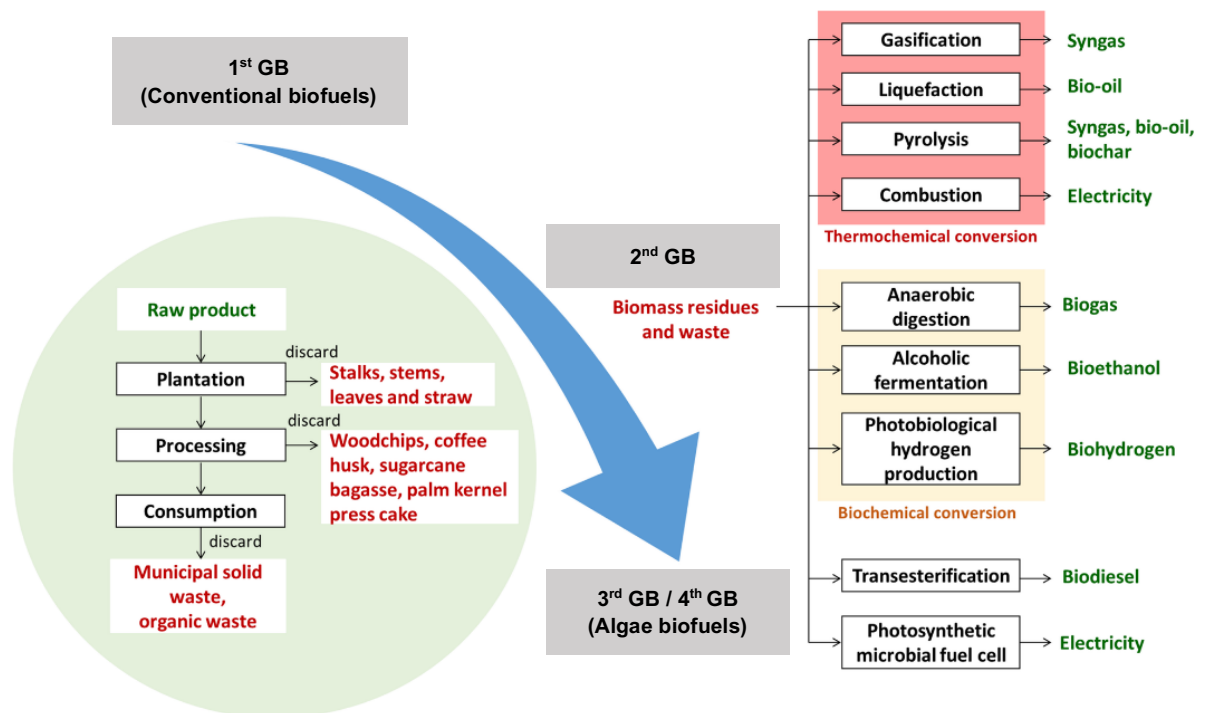 1st GB
(Conventional biofuels)
Raw product
discard
Plantation
Stalks, stems,
leaves and straw
discard
Processing
Woodchips, coffee
husk, sugarcane
bagasse, palm kernel
press cake
Consumption
discard
Municipal solid
waste,
organic waste
2nd GB
Biomass residues
and waste
3rd GB / 4th GB
(Algae biofuels)
Gasification
Syngas
Liquefaction
Bio-oil
Pyrolysis
Syngas, bio-oil,
biochar
Combustion
Electricity
Thermochemical conversion
Anaerobic
digestion
Biogas
Alcoholic
fermentation
Bioethanol
Photobiological
hydrogen
production
Biohydrogen
Biochemical conversion
Transesterification
Biodiesel
Photosynthetic
microbial fuel cell
Electricity